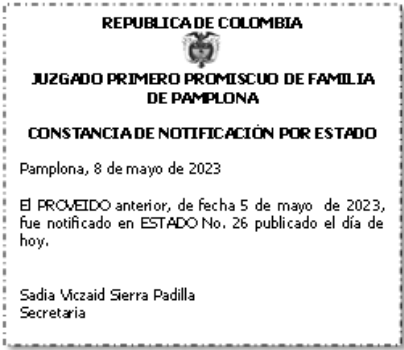 REPUBLICA DE COLOMBIA
JUZGADO PRIMERO PROMISCUO DE FAMILIA
DE PAMPLONA
CONSTANCIA DE NOTIFICACIÓN POR ESTADO
Pamplona, 8 de mayo de 2023
El PROVEIDO anterior, de fecha 5 de mayo de 2023,
fue notificado en ESTADO No. 26 publicado el día de
hoy.
Sadia Viczaid Sierra Padilla
Secretaria